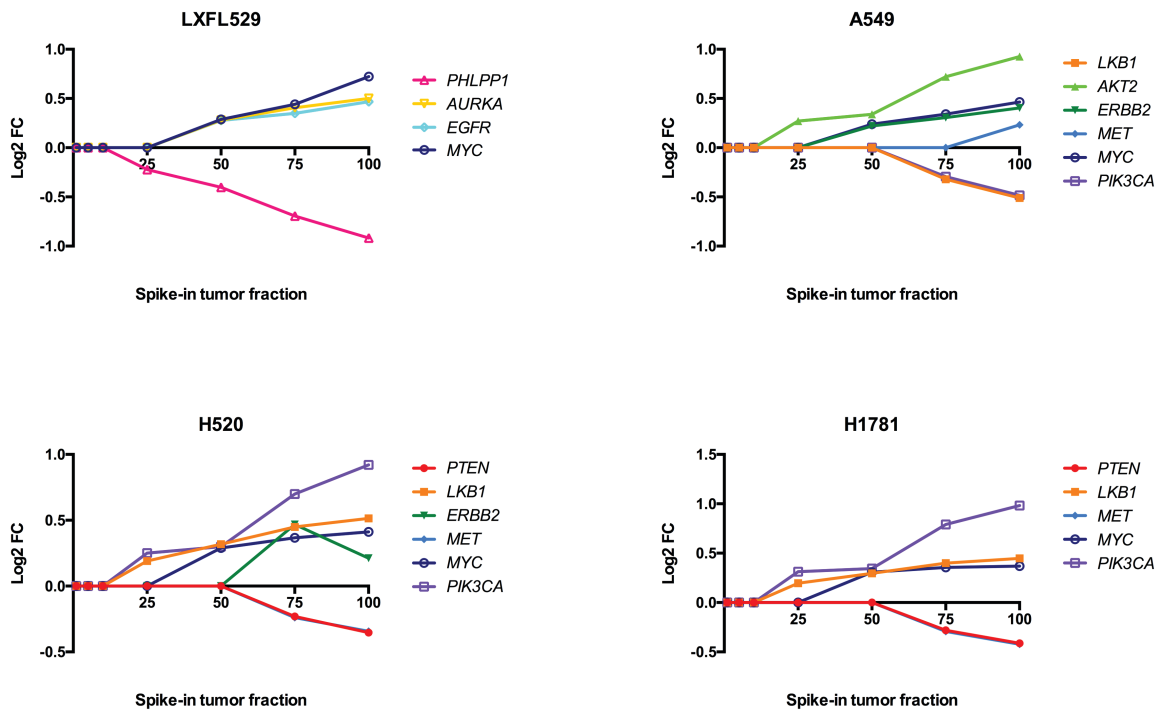 LXFL529
1.0
0.5
0.0
-0.5
-1.0
Log2 FC
25
50
75
100
Spike-in tumor fraction
PHLPP1
AURKA
EGFR
MYC
A549
1.0
0.5
0.0
-0.5
-1.0
Log2 FC
25
50
75
100
Spike-in tumor fraction
LKB1
AKT2
ERBB2
MET
MYC
PIK3CA
H520
1.0
0.5
0.0
-0.5
Log2 FC
25
50
75
100
Spike-in tumor fraction
PTEN
LKB1
ERBB2
MET
MYC
PIK3CA
H1781
1.5
1.0
0.5
0.0
-0.5
Log2 FC
25
50
75
100
Spike-in tumor fraction
PTEN
LKB1
MET
MYC
PIK3CA